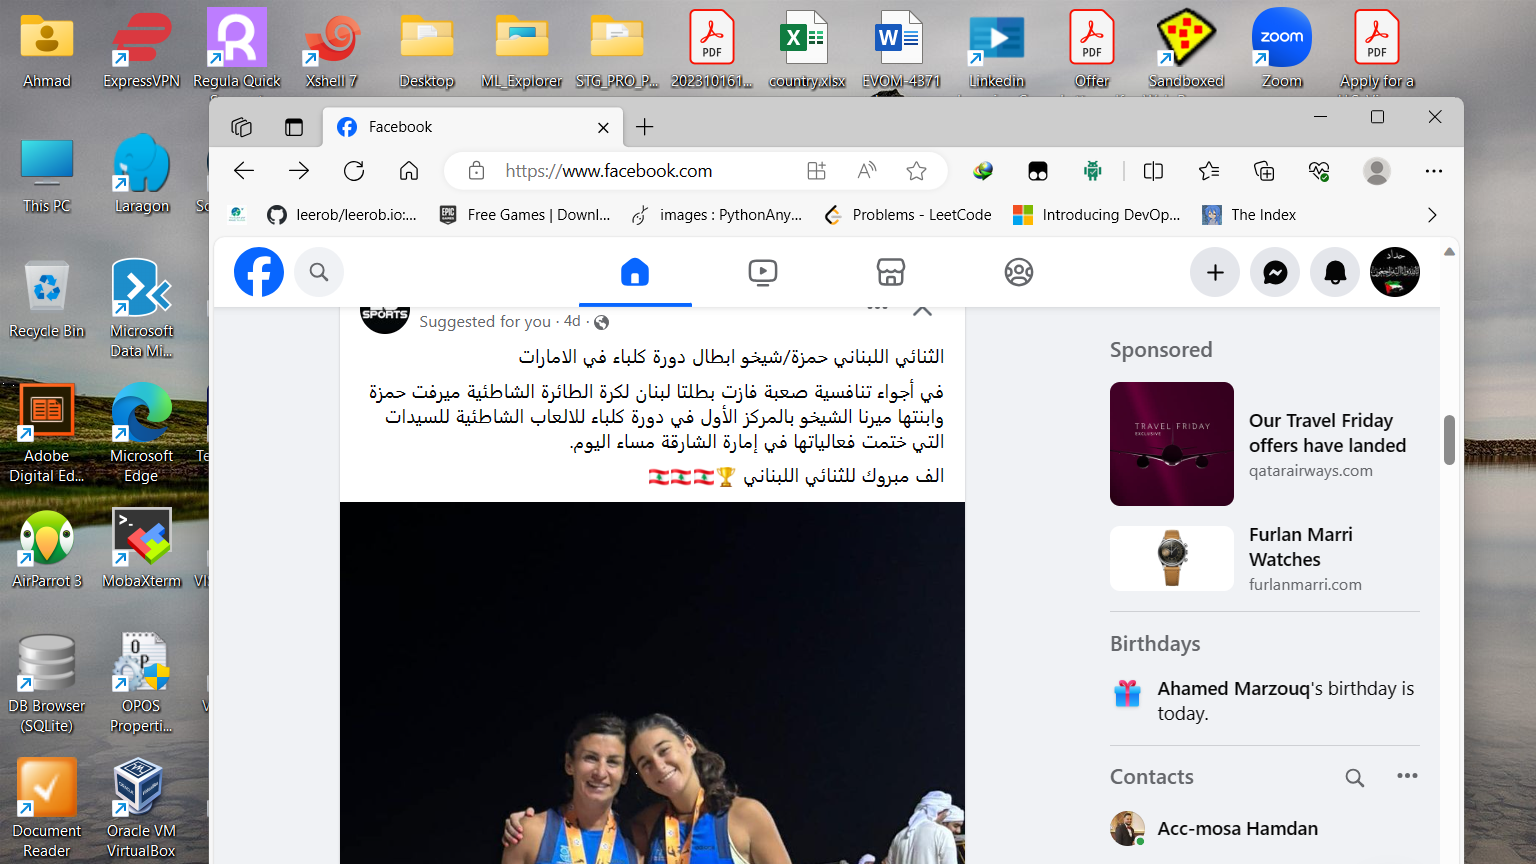 Ahmad
ExpressVPN
Regula Quick
Xshell 7
Desktop
ML_Explorer
STG_PRO_P...
202310161...
country.xlsx
EVOM-4371
Linkedin
Offer
Sandboxed
Zoom
Apply for a
PDF
PDF
PDF
zoom
This PC
Laragon
Recycle Bin
Microsoft
Data Mi...
Adobe
Digital Ed...
Microsoft
Edge
AirParrot 3
MobaXterm
DB Browser
(SQLite)
OPOS
Properti...
Document
Reader
Oracle VM
VirtualBox
Facebook
https://www.facebook.com
leerob/leerob.io:...
Free Games | Downl...
images : PythonAny...
Problems - LeetCode
Introducing DevOp...
The Index
SPORTS
Suggested for you · 4d ·
الثنائي اللبناني حمزة/شيخو ابطال دورة كلباء في الامارات
في أجواء تنافسية صعبة فازت بطلتا لبنان لكرة الطائرة الشاطئية ميرفت حمزة
وابنتها ميرنا الشيخو بالمركز الأول في دورة كلباء للالعاب الشاطئية للسيدات
التي ختمت فعالياتها في إمارة الشارقة مساء اليوم.
الف مبروك للثنائي اللبناني 🏆🇱🇧🇱🇧🇱🇧
Sponsored
TRAVEL FRIDAY
EXCLUSIVE
Our Travel Friday
offers have landed
qatarairways.com
Furlan Marri
Watches
furlanmarri.com
Birthdays
Ahamed Marzouq's birthday is
today.
Contacts
Acc-mosa Hamdan